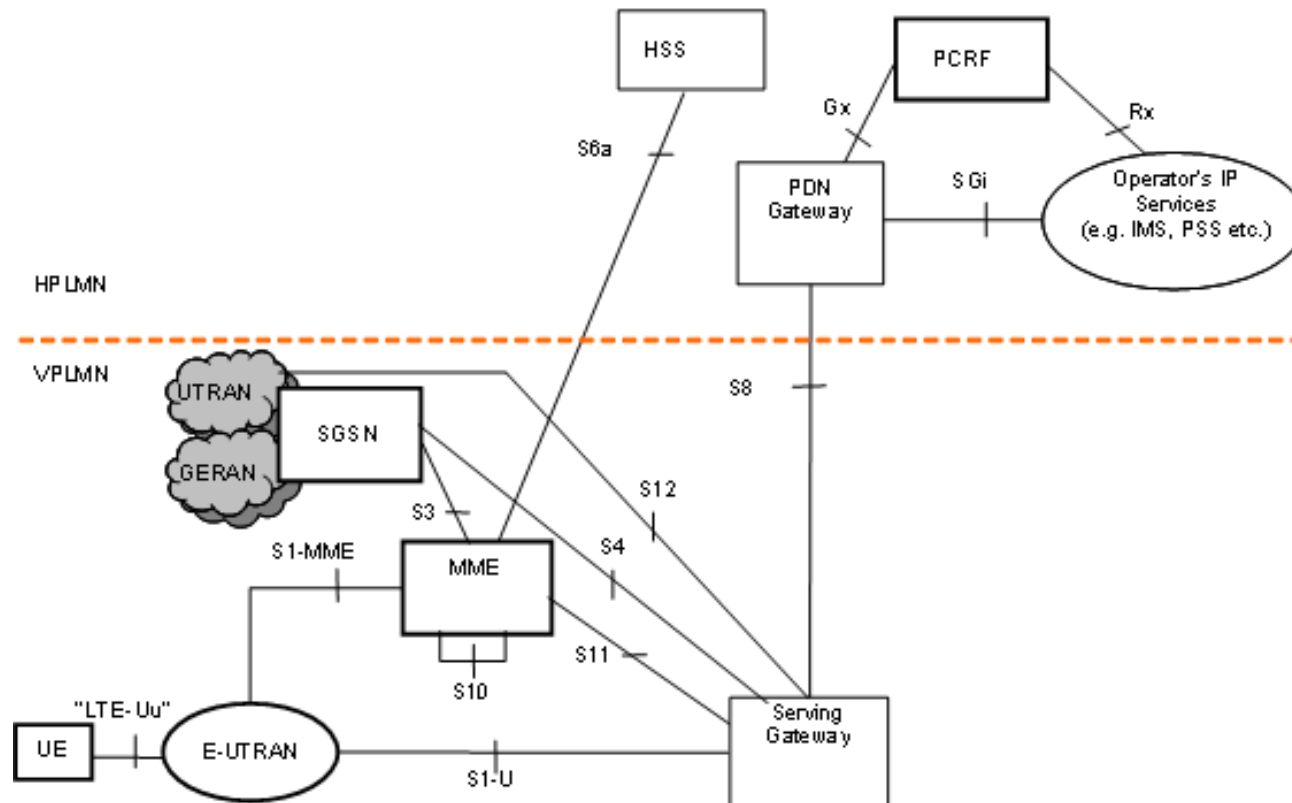 HSS
PCRF
Gx
Rx
S6a
PDN
Gateway
SGi
Operator's IP
Services
(e.g. IMS, PSS etc.)
HPLMN
VPLMN
UTRAN
SGSN
GERAN
S8
S12
S3
S4
S1-MME
MME
S11
S10
"LTE-Uu"
UE
E-UTRAN
S1-U
Serving
Gateway